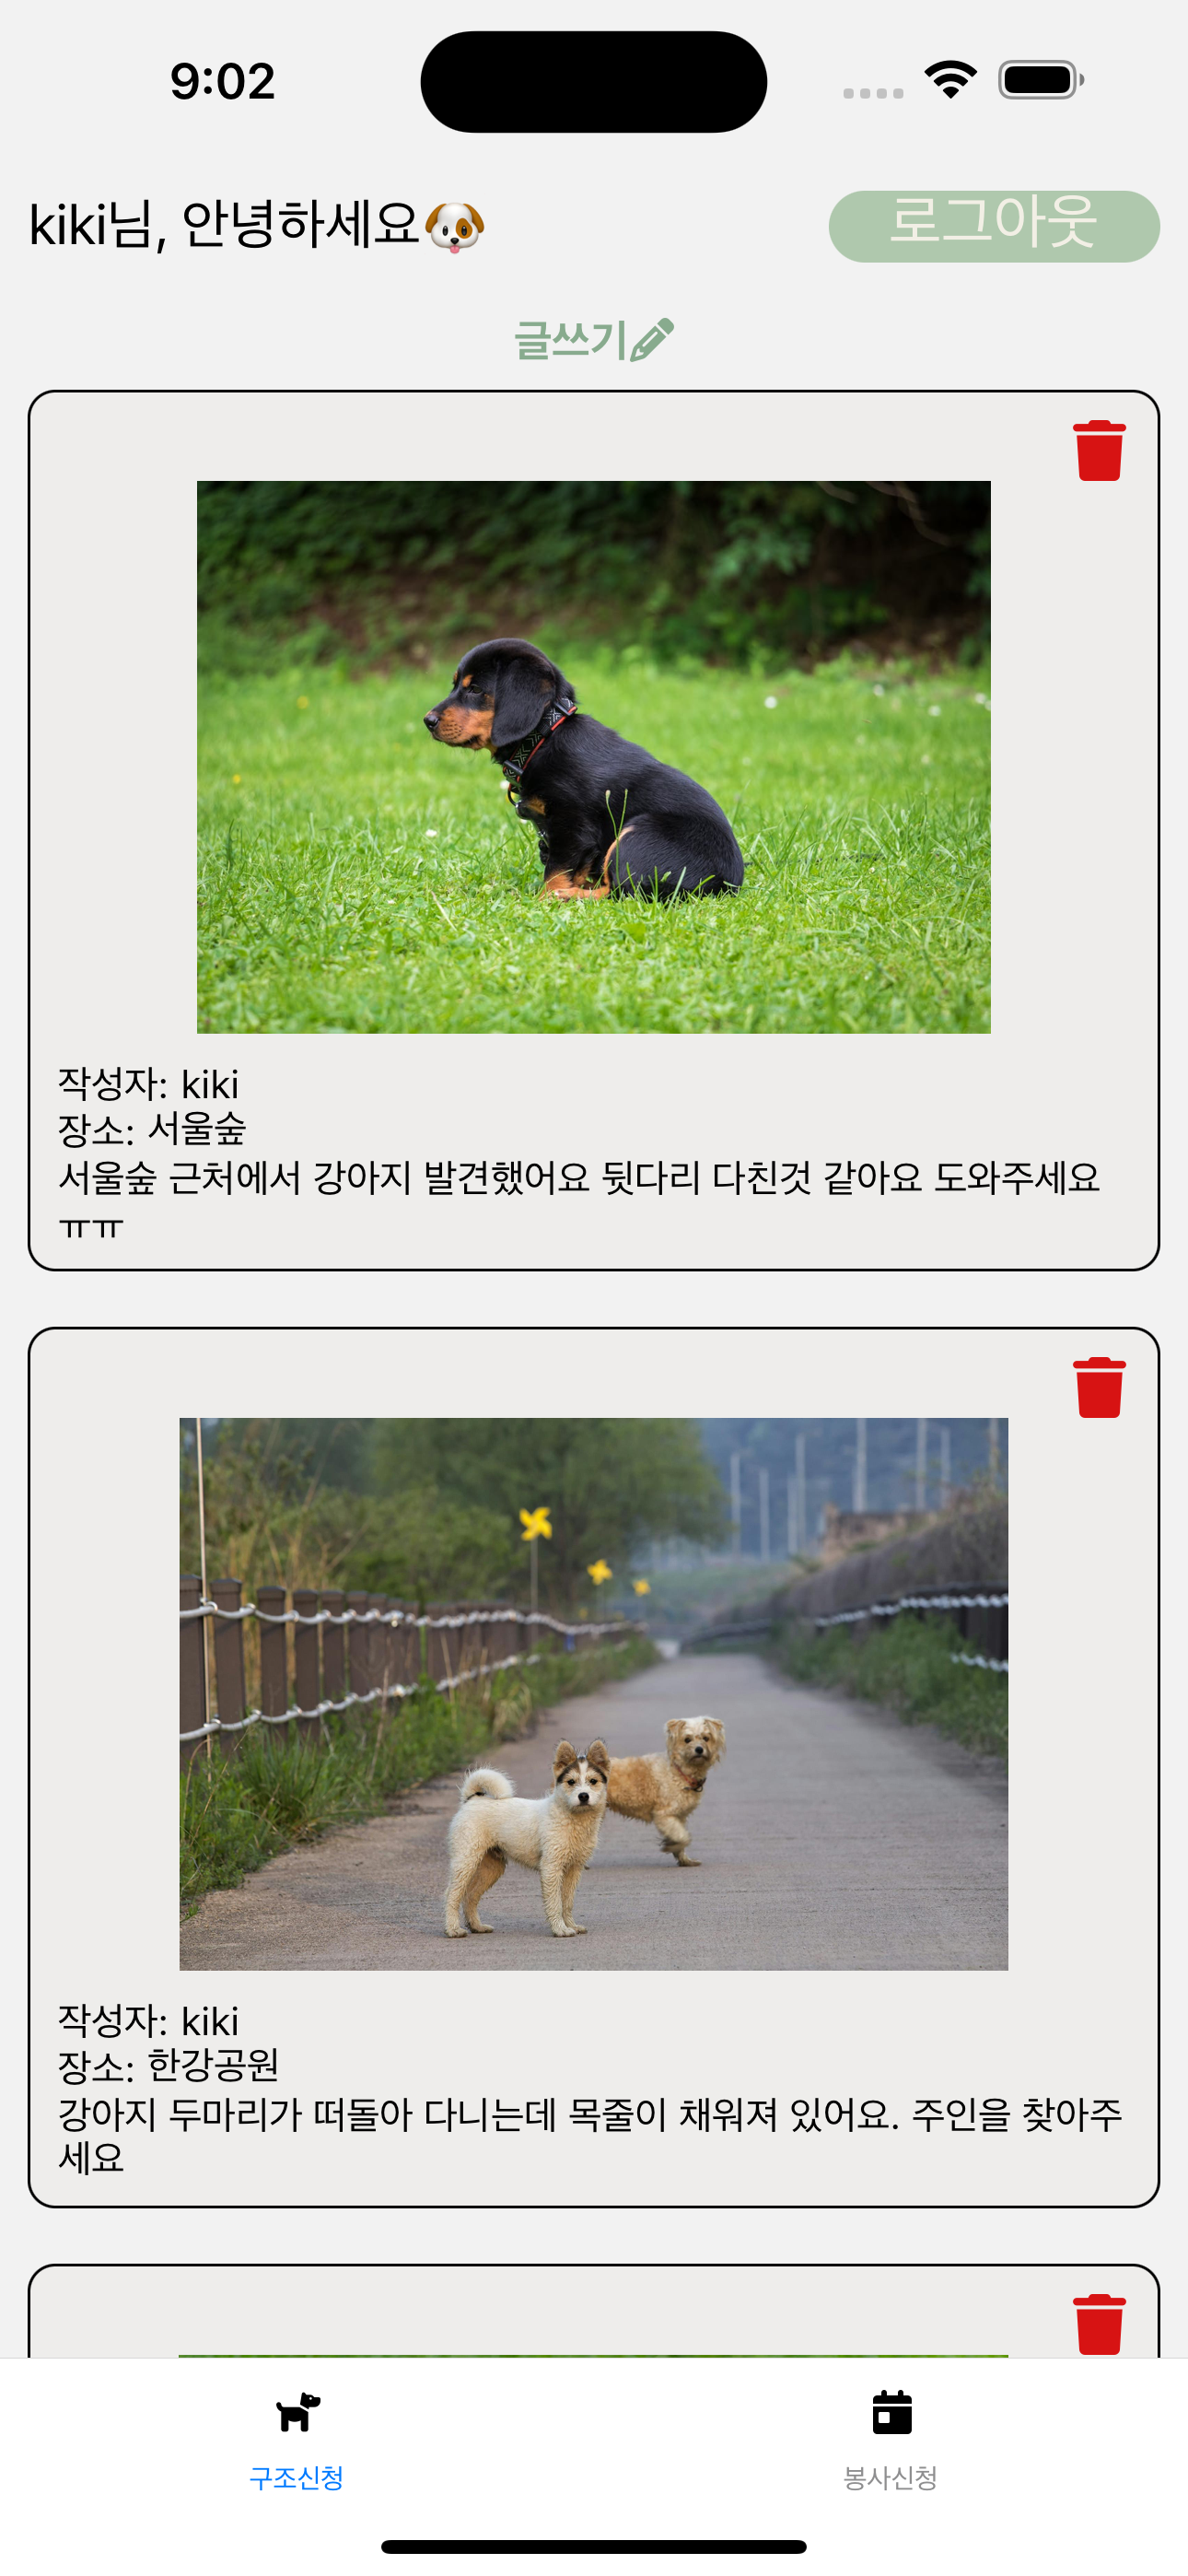 9:02
kiki님, 안녕하세요🐶
로그아웃
글쓰기
작성자: kiki
장소: 서울숲
서울숲 근처에서 강아지 발견했어요 뒷다리 다친것 같아요 도와주세요
ㅠㅠ
작성자: kiki
장소: 한강공원
강아지 두마리가 떠돌아 다니는데 목줄이 채워져 있어요. 주인을 찾아주
세요
구조신청
봉사신청